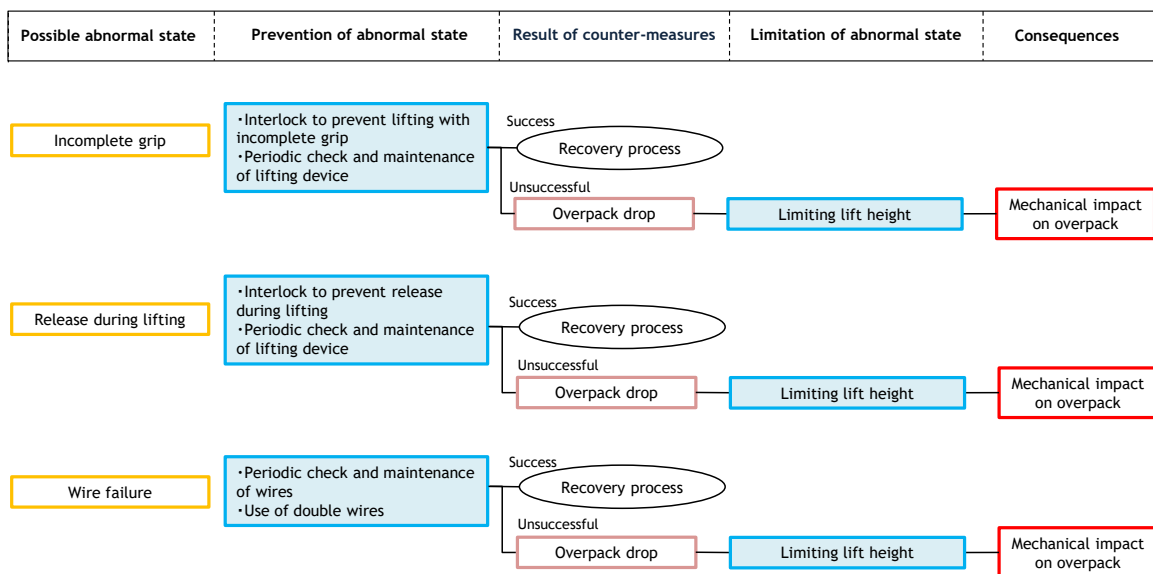 Possible abnormal state
Prevention of abnormal state
Result of counter-measures
Limitation of abnormal state
Consequences
Incomplete grip
・Interlock to prevent lifting with
incomplete grip
・Periodic check and maintenance
of lifting device
Success
Recovery process
Unsuccessful
Overpack drop
Limiting lift height
Mechanical impact
on overpack
Release during lifting
・Interlock to prevent release
during lifting
・Periodic check and maintenance
of lifting device
Success
Recovery process
Unsuccessful
Overpack drop
Limiting lift height
Mechanical impact
on overpack
Wire failure
・Periodic check and maintenance
of wires
・Use of double wires
Success
Recovery process
Unsuccessful
Overpack drop
Limiting lift height
Mechanical impact
on overpack